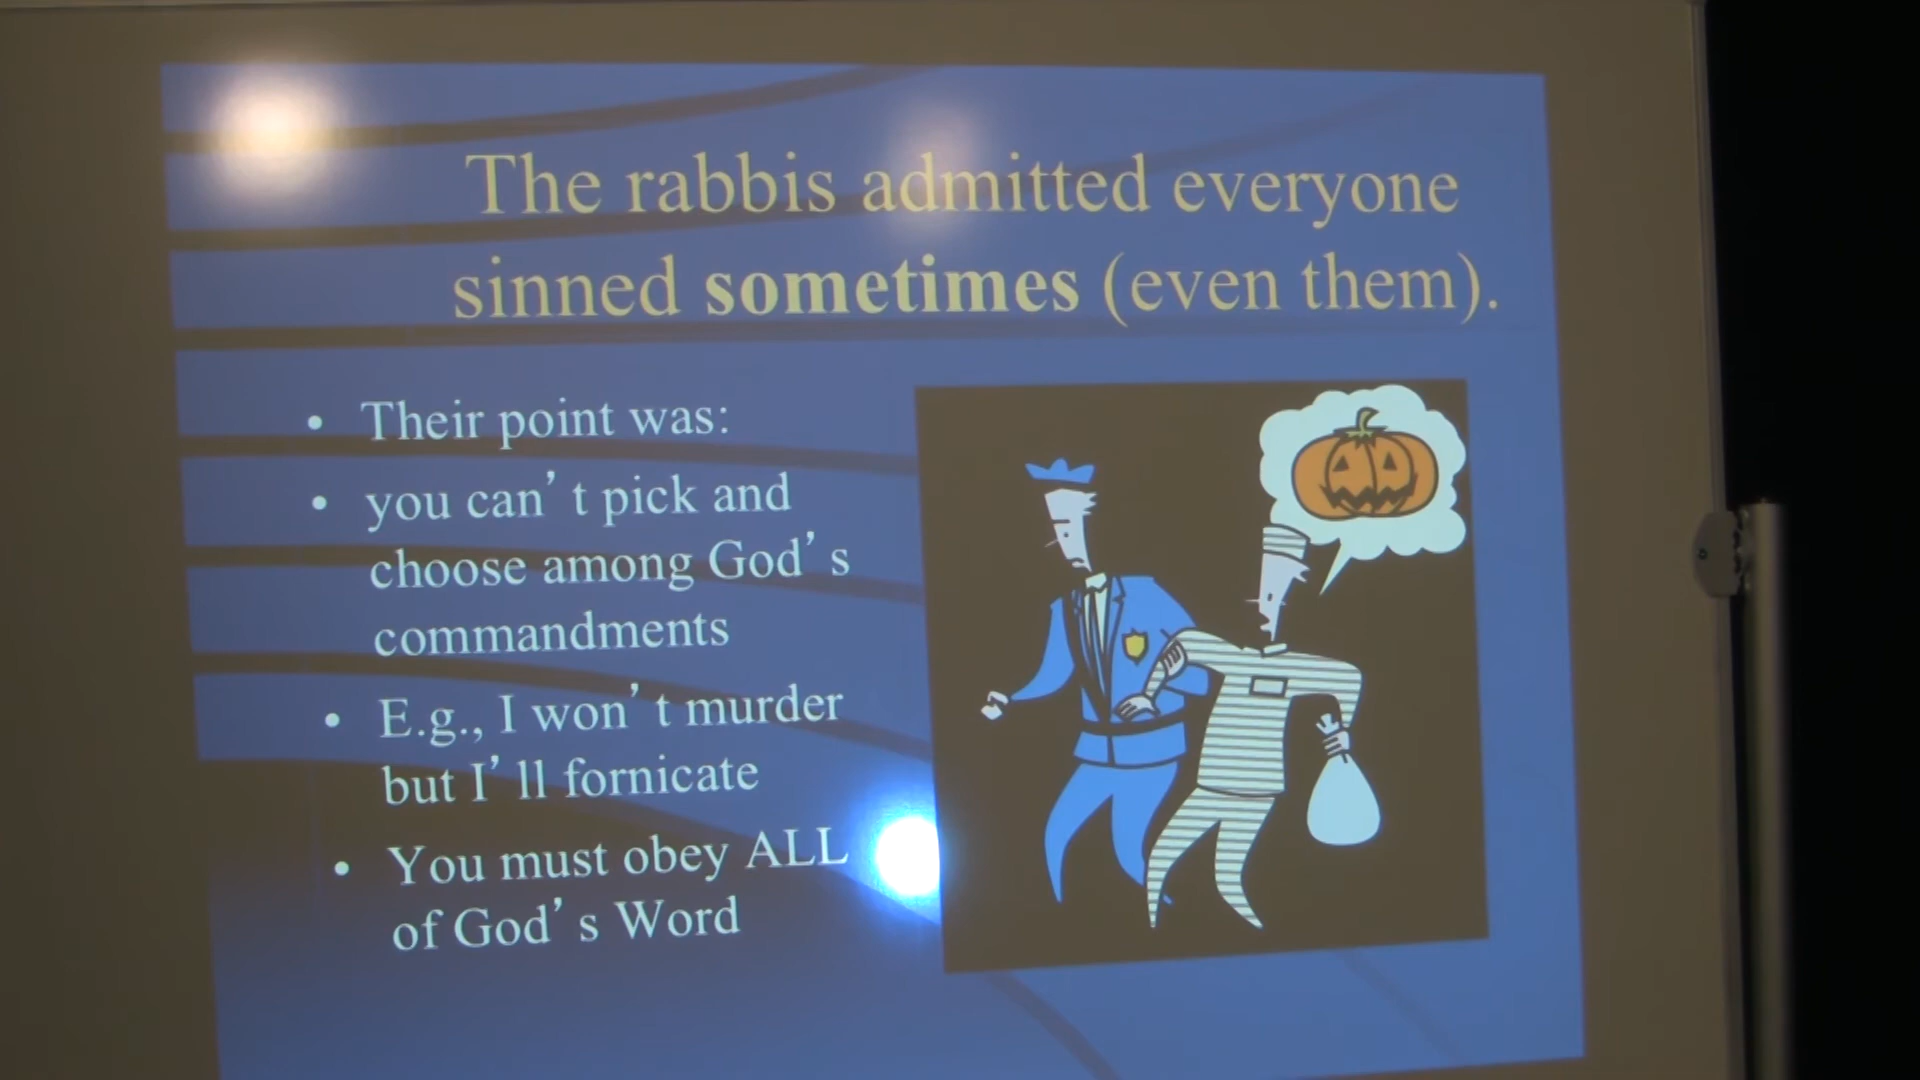 The rabbis admitted everyone
sinned sometimes (even them).
• Their point was:
• you can't pick and
choose among God's
commandments
• E.g., I won't murder
but I'll fornicate
• You must obey ALL
of God's Word